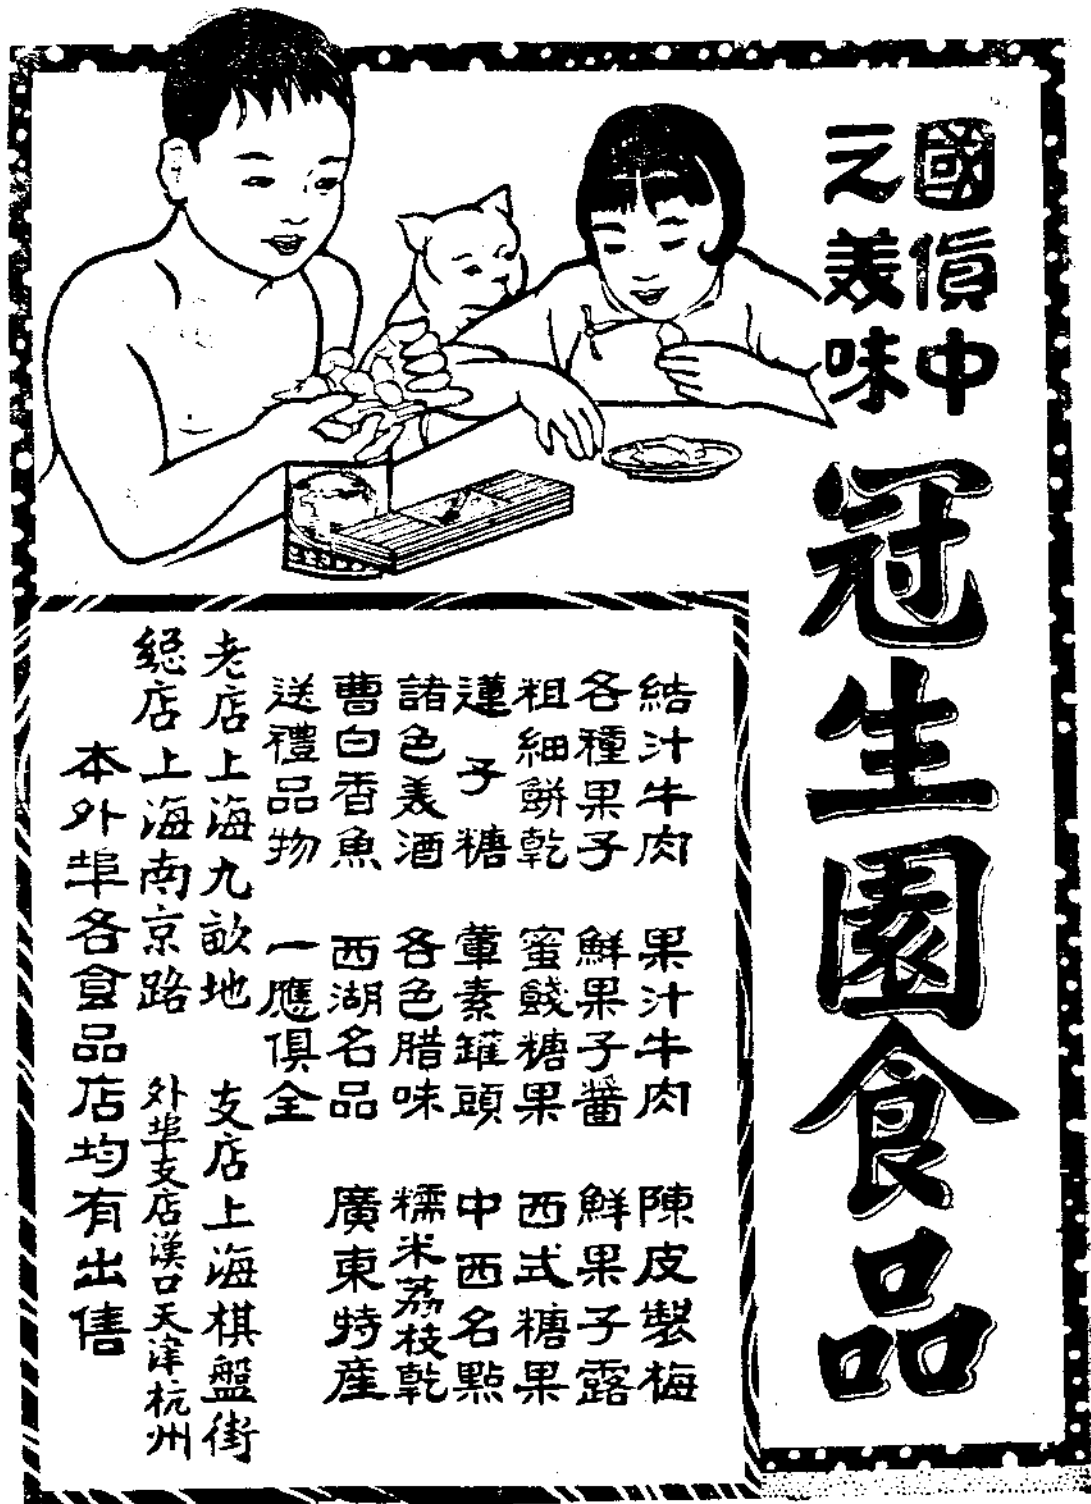 國貨中
之美味
冠生園食品
結汁牛肉 果汁牛肉 陳皮製梅
各種果子 鮮果子醬 鮮果子露
粗細餅乾 蜜餞糖果 西式糖果
蓮子糖 葷素罐頭 中西名點
諸色美酒 各色腊味 糯米荔枝乾
曹白香魚 西湖名品 廣東特產
送禮品物 一應俱全
老店上海九畝地 支店上海棋盤街
總店上海南京路 外埠支店漢口天津杭州
本外埠各食品店均有出售